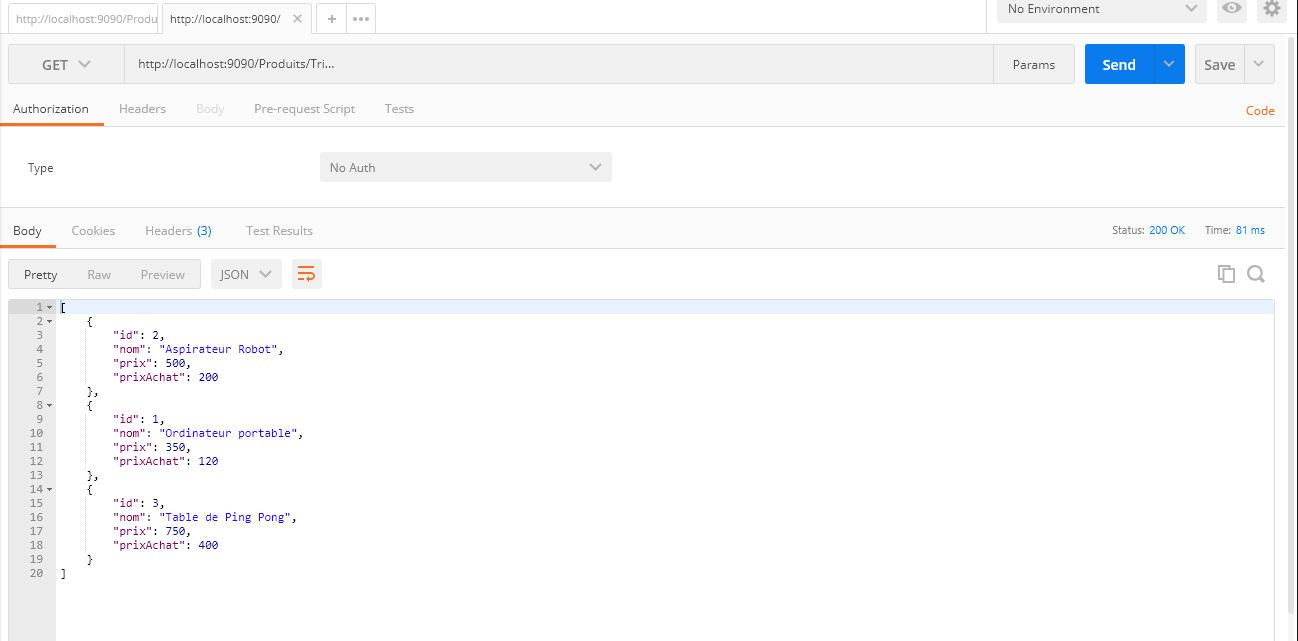 http://localhost:9090/Produ
http://localhost:9090/
No Environment
GET http://localhost:9090/Produits/Tri... Params Send Save
Authorization Headers Body Pre-request Script Tests Code
Type No Auth
Body Cookies Headers (3) Test Results Status: 200 OK Time: 81 ms
Pretty Raw Preview JSON
1 [
2 {
3 "id": 2,
4 "nom": "Aspirateur Robot",
5 "prix": 500,
6 "prixAchat": 200
7 },
8 {
9 "id": 1,
10 "nom": "Ordinateur portable",
11 "prix": 350,
12 "prixAchat": 120
13 },
14 {
15 "id": 3,
16 "nom": "Table de Ping Pong",
17 "prix": 750,
18 "prixAchat": 400
19 }
20 ]